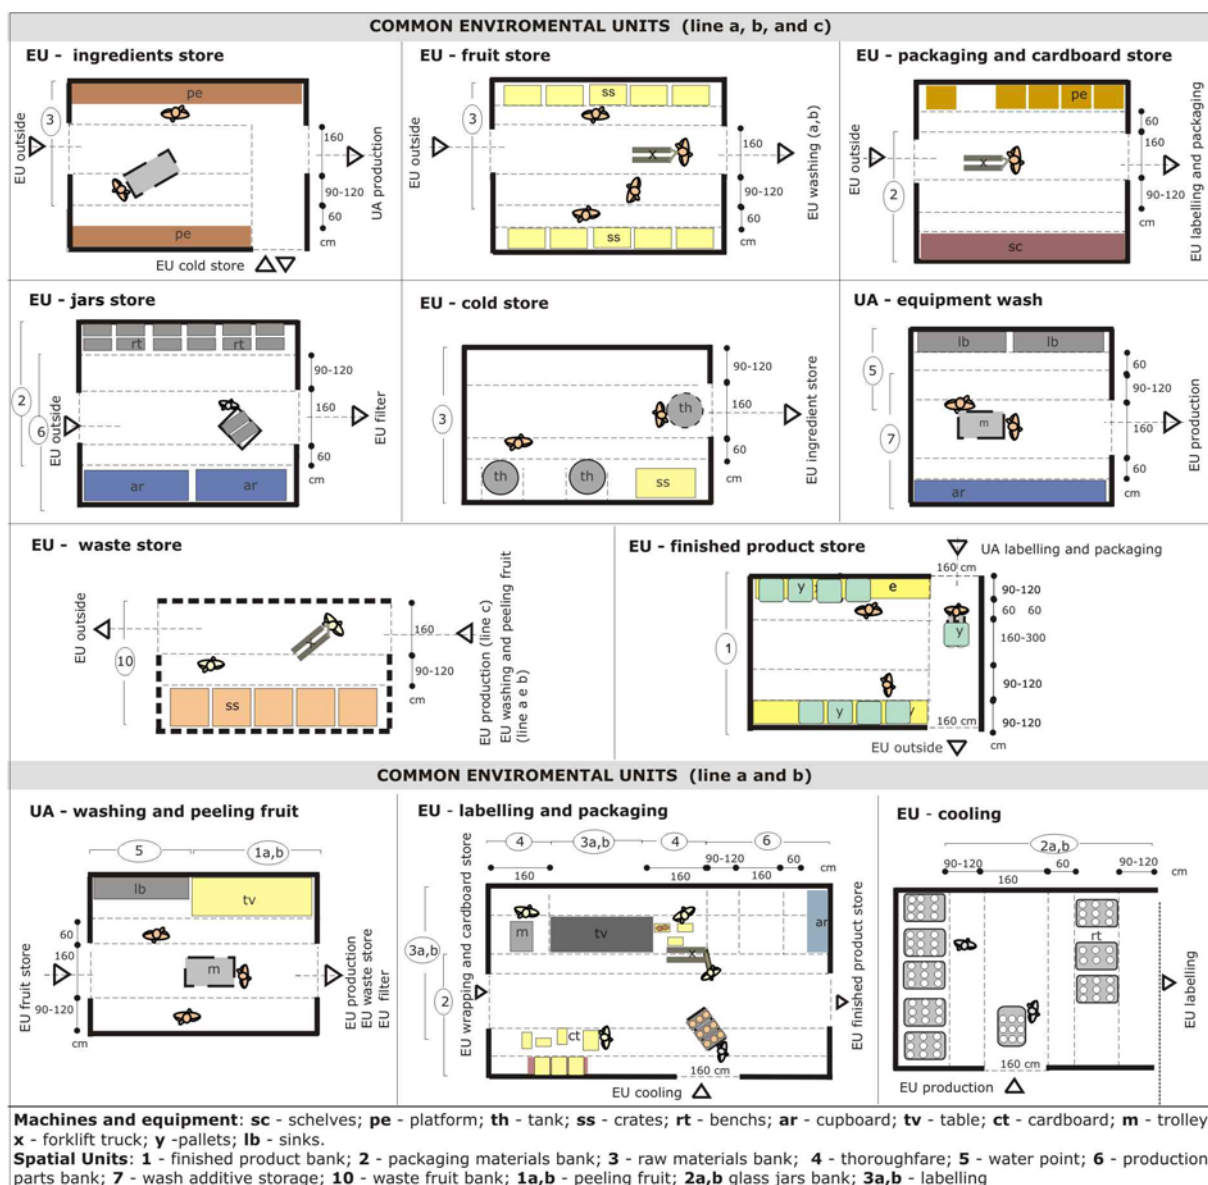 COMMON ENVIROMENTAL UNITS (line a, b, and c)
EU - ingredients store
pe
3
EU outside
160
UA production
90-120
60
pe
cm
EU cold store
EU - fruit store
ss
3
EU outside
x
160
EU washing (a,b)
90-120
60
ss
cm
EU - packaging and cardboard store
pe
60
EU outside
160
x
2
90-120
sc
cm
EU labelling and packaging
EU - jars store
rt
rt
90-120
2
6
EU outside
160
EU filter
60
ar
ar
cm
EU - cold store
90-120
3
th
160
EU ingredient store
60
th
th
ss
cm
UA - equipment wash
lb
lb
60
5
90-120
m
7
160
EU production
60
ar
cm
EU - waste store
EU outside
160
10
90-120
ss
EU production (line c)
EU washing and peeling fruit
(line a e b)
EU - finished product store
UA labelling and packaging
160 cm
y
e
90-120
60 60
y
160-300
1
90-120
y
y
160 cm
90-120
EU outside
cm
COMMON ENVIROMENTAL UNITS (line a and b)
UA - washing and peeling fruit
5
1a,b
lb
tv
60
EU fruit store
160
m
90-120
cm
EU production
EU waste store
EU filter
EU - labelling and packaging
4
3a,b
4
6
90-120
60
cm
160
160
160
EU wrapping and cardboard store
m
tv
ar
x
3a,b
2
ct
160 cm
EU cooling
EU finished product store
EU - cooling
2a,b
90-120
60
90-120
160
cm
rt
EU labelling
EU production
Machines and equipment: sc - schelves; pe - platform; th - tank; ss - crates; rt - benchs; ar - cupboard; tv - table; ct - cardboard; m - trolley
x - forklift truck; y -pallets; lb - sinks.
Spatial Units: 1 - finished product bank; 2 - packaging materials bank; 3 - raw materials bank; 4 - thoroughfare; 5 - water point; 6 - production
parts bank; 7 - wash additive storage; 10 - waste fruit bank; 1a,b - peeling fruit; 2a,b glass jars bank; 3a,b - labelling